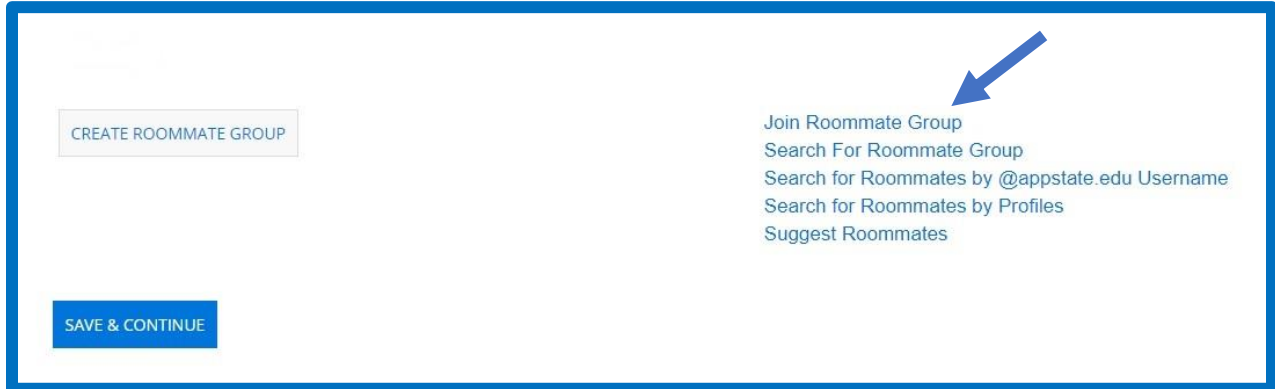 CREATE ROOMMATE GROUP
Join Roommate Group
Search For Roommate Group
Search for Roommates by @appstate.edu Username
Search for Roommates by Profiles
Suggest Roommates
SAVE & CONTINUE